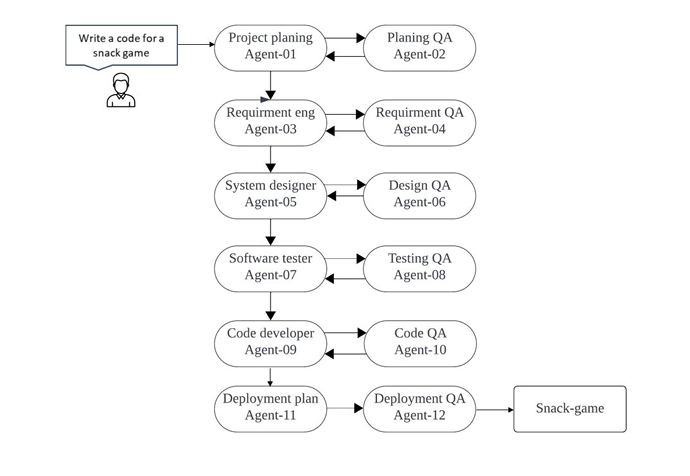 Write a code for a
snack game
Project planing
Agent-01
Planing QA
Agent-02
Requirment eng
Agent-03
Requirment QA
Agent-04
System designer
Agent-05
Design QA
Agent-06
Software tester
Agent-07
Testing QA
Agent-08
Code developer
Agent-09
Code QA
Agent-10
Deployment plan
Agent-11
Deployment QA
Agent-12
Snack-game